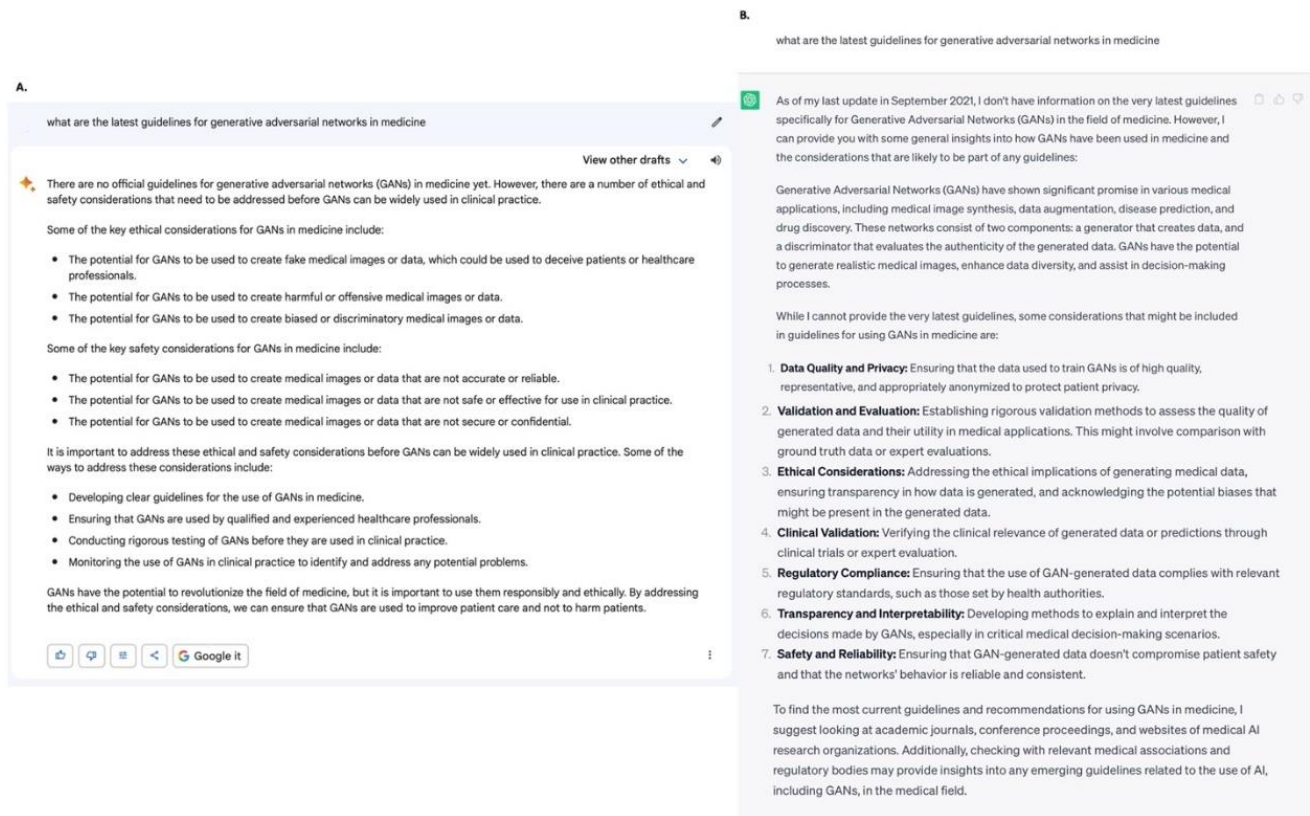 A.
what are the latest guidelines for generative adversarial networks in medicine
View other drafts
There are no official guidelines for generative adversarial networks (GANs) in medicine yet. However, there are a number of ethical and
safety considerations that need to be addressed before GANs can be widely used in clinical practice.
Some of the key ethical considerations for GANs in medicine include:
• The potential for GANs to be used to create fake medical images or data, which could be used to deceive patients or healthcare
professionals.
• The potential for GANs to be used to create harmful or offensive medical images or data.
• The potential for GANs to be used to create biased or discriminatory medical images or data.
Some of the key safety considerations for GANs in medicine include:
• The potential for GANs to be used to create medical images or data that are not accurate or reliable.
• The potential for GANs to be used to create medical images or data that are not safe or effective for use in clinical practice.
• The potential for GANs to be used to create medical images or data that are not secure or confidential.
It is important to address these ethical and safety considerations before GANs can be widely used in clinical practice. Some of the
ways to address these considerations include:
• Developing clear guidelines for the use of GANs in medicine.
• Ensuring that GANs are used by qualified and experienced healthcare professionals.
• Conducting rigorous testing of GANs before they are used in clinical practice.
• Monitoring the use of GANs in clinical practice to identify and address any potential problems.
GANs have the potential to revolutionize the field of medicine, but it is important to use them responsibly and ethically. By addressing
the ethical and safety considerations, we can ensure that GANs are used to improve patient care and not to harm patients.
Google it
B.
what are the latest guidelines for generative adversarial networks in medicine
As of my last update in September 2021, I don't have information on the very latest guidelines
specifically for Generative Adversarial Networks (GANs) in the field of medicine. However, I
can provide you with some general insights into how GANs have been used in medicine and
the considerations that are likely to be part of any guidelines:
Generative Adversarial Networks (GANs) have shown significant promise in various medical
applications, including medical image synthesis, data augmentation, disease prediction, and
drug discovery. These networks consist of two components: a generator that creates data, and
a discriminator that evaluates the authenticity of the generated data. GANs have the potential
to generate realistic medical images, enhance data diversity, and assist in decision-making
processes.
While I cannot provide the very latest guidelines, some considerations that might be included
in guidelines for using GANs in medicine are:
1. Data Quality and Privacy: Ensuring that the data used to train GANs is of high quality,
representative, and appropriately anonymized to protect patient privacy.
2. Validation and Evaluation: Establishing rigorous validation methods to assess the quality of
generated data and their utility in medical applications. This might involve comparison with
ground truth data or expert evaluations.
3. Ethical Considerations: Addressing the ethical implications of generating medical data,
ensuring transparency in how data is generated, and acknowledging the potential biases that
might be present in the generated data.
4. Clinical Validation: Verifying the clinical relevance of generated data or predictions through
clinical trials or expert evaluation.
5. Regulatory Compliance: Ensuring that the use of GAN-generated data complies with relevant
regulatory standards, such as those set by health authorities.
6. Transparency and Interpretability: Developing methods to explain and interpret the
decisions made by GANs, especially in critical medical decision-making scenarios.
7. Safety and Reliability: Ensuring that GAN-generated data doesn't compromise patient safety
and that the networks' behavior is reliable and consistent.
To find the most current guidelines and recommendations for using GANs in medicine, I
suggest looking at academic journals, conference proceedings, and websites of medical AI
research organizations. Additionally, checking with relevant medical associations and
regulatory bodies may provide insights into any emerging guidelines related to the use of AI,
including GANs, in the medical field.